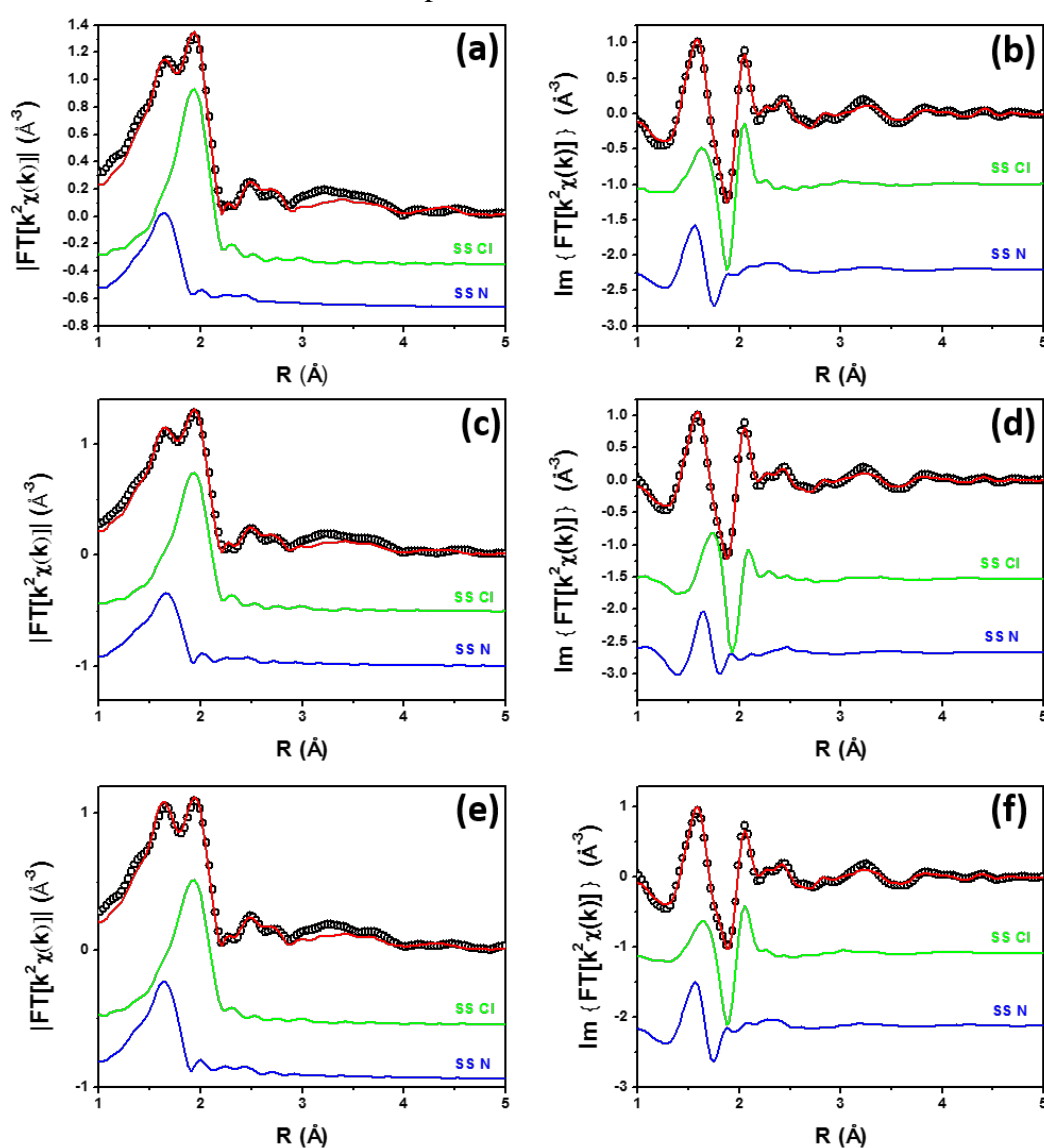 (a)
|FT[k²χ(k)]| (Å⁻³)
1.4
1.2
1.0
0.8
0.6
0.4
0.2
0.0
-0.2
-0.4
-0.6
-0.8
SS Cl
SS N
1 2 3 4 5
R (Å)
(b)
Im { FT[k²χ(k)] } (Å⁻³)
1.0
0.5
0.0
-0.5
-1.0
-1.5
-2.0
-2.5
-3.0
SS Cl
SS N
1 2 3 4 5
R (Å)
(c)
|FT[k²χ(k)]| (Å⁻³)
1
0
-1
SS Cl
SS N
1 2 3 4 5
R (Å)
(d)
Im { FT[k²χ(k)] } (Å⁻³)
1.0
0.5
0.0
-0.5
-1.0
-1.5
-2.0
-2.5
-3.0
SS Cl
SS N
1 2 3 4 5
R (Å)
(e)
|FT[k²χ(k)]| (Å⁻³)
1
0
-1
SS Cl
SS N
1 2 3 4 5
R (Å)
(f)
Im { FT[k²χ(k)] } (Å⁻³)
1
0
-1
-2
-3
SS Cl
SS N
1 2 3 4 5
R (Å)